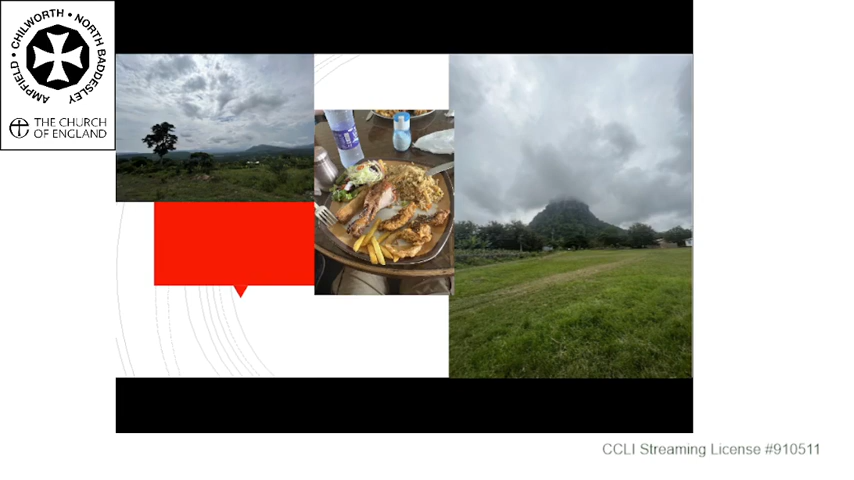 AMPFIELD • CHILWORTH • NORTH BADDESLEY
THE CHURCH
OF ENGLAND
CCLI Streaming License #910511